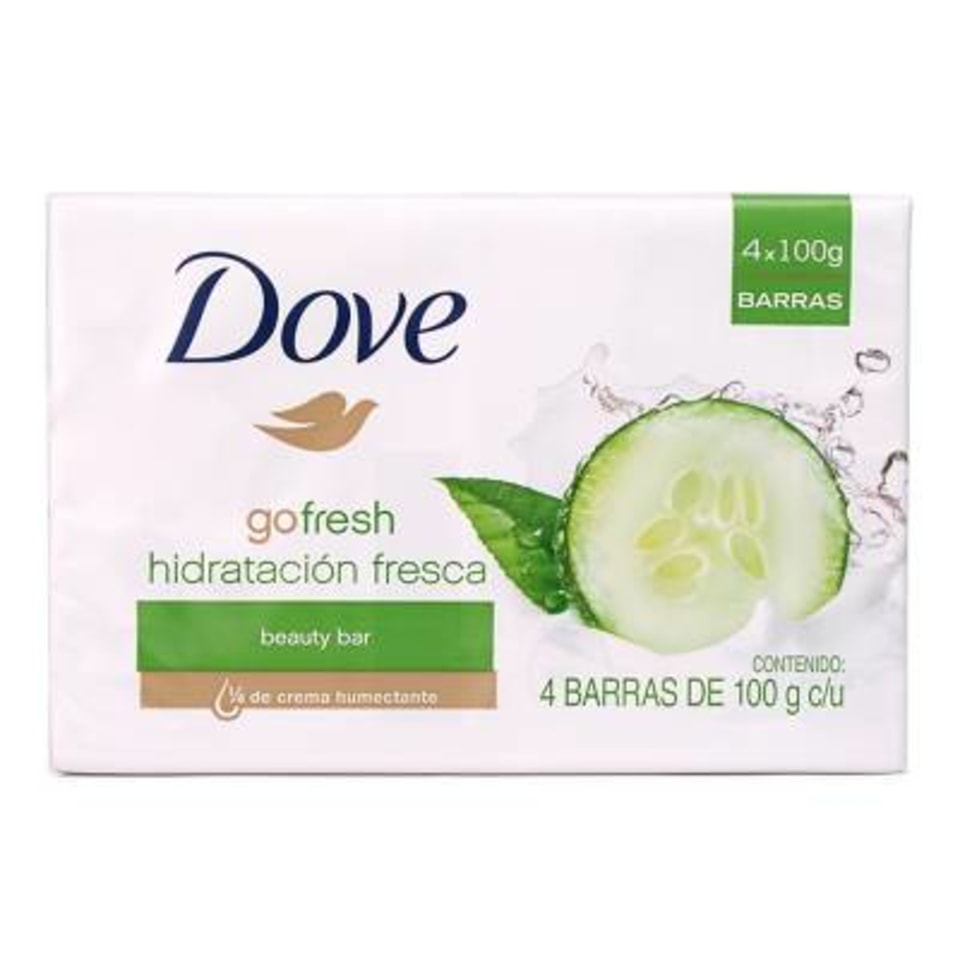 Dove
4x100g
BARRAS
gofresh
hidratación fresca
beauty bar
¼ de crema humectante
CONTENIDO:
4 BARRAS DE 100 g c/u